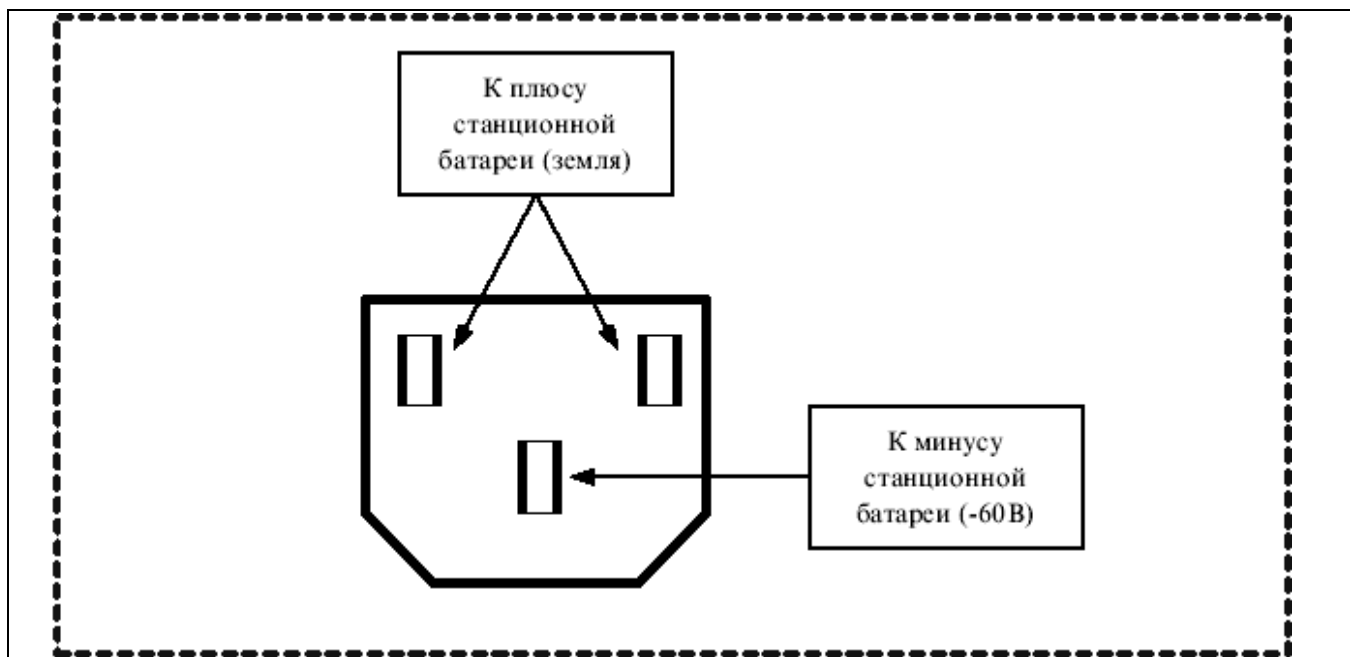 К плюсу
станционной
батареи (земля)
К минусу
станционной
батареи (-60В)